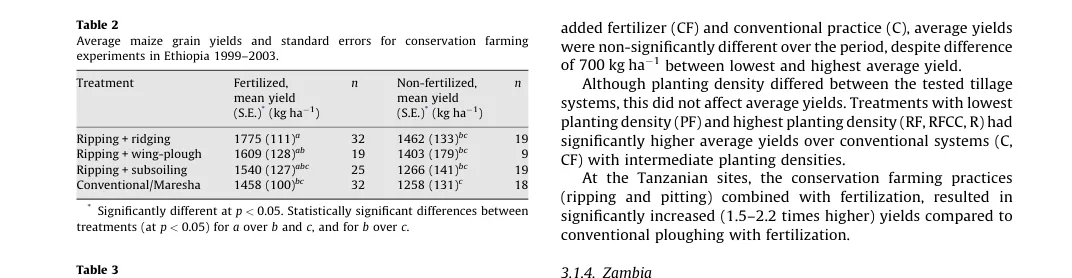 Table 2
Average maize grain yields and standard errors for conservation farming
experiments in Ethiopia 1999–2003.
Treatment Fertilized, mean yield (S.E.)* (kg ha−1) n Non-fertilized, mean yield (S.E.)* (kg ha−1) n
Ripping + ridging 1775 (111)a 32 1462 (133)bc 19
Ripping + wing-plough 1609 (128)ab 19 1403 (179)bc 9
Ripping + subsoiling 1540 (127)abc 25 1266 (141)bc 19
Conventional/Maresha 1458 (100)bc 32 1258 (131)c 18
* Significantly different at p < 0.05. Statistically significant differences between
treatments (at p < 0.05) for a over b and c, and for b over c.
Table 3
added fertilizer (CF) and conventional practice (C), average yields
were non-significantly different over the period, despite difference
of 700 kg ha−1 between lowest and highest average yield.
Although planting density differed between the tested tillage
systems, this did not affect average yields. Treatments with lowest
planting density (PF) and highest planting density (RF, RFCC, R) had
significantly higher average yields over conventional systems (C,
CF) with intermediate planting densities.
At the Tanzanian sites, the conservation farming practices
(ripping and pitting) combined with fertilization, resulted in
significantly increased (1.5–2.2 times higher) yields compared to
conventional ploughing with fertilization.
3.1.4. Zambia